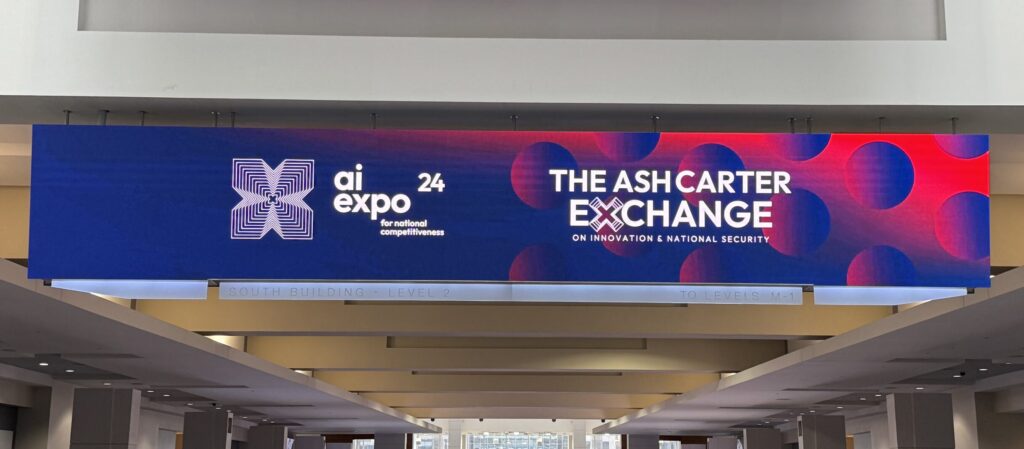 ai
expo 24
for national
competitiveness
THE ASH CARTER
EXCHANGE
ON INNOVATION & NATIONAL SECURITY
SOUTH BUILDING - LEVEL 2
TO LEVELS M-1